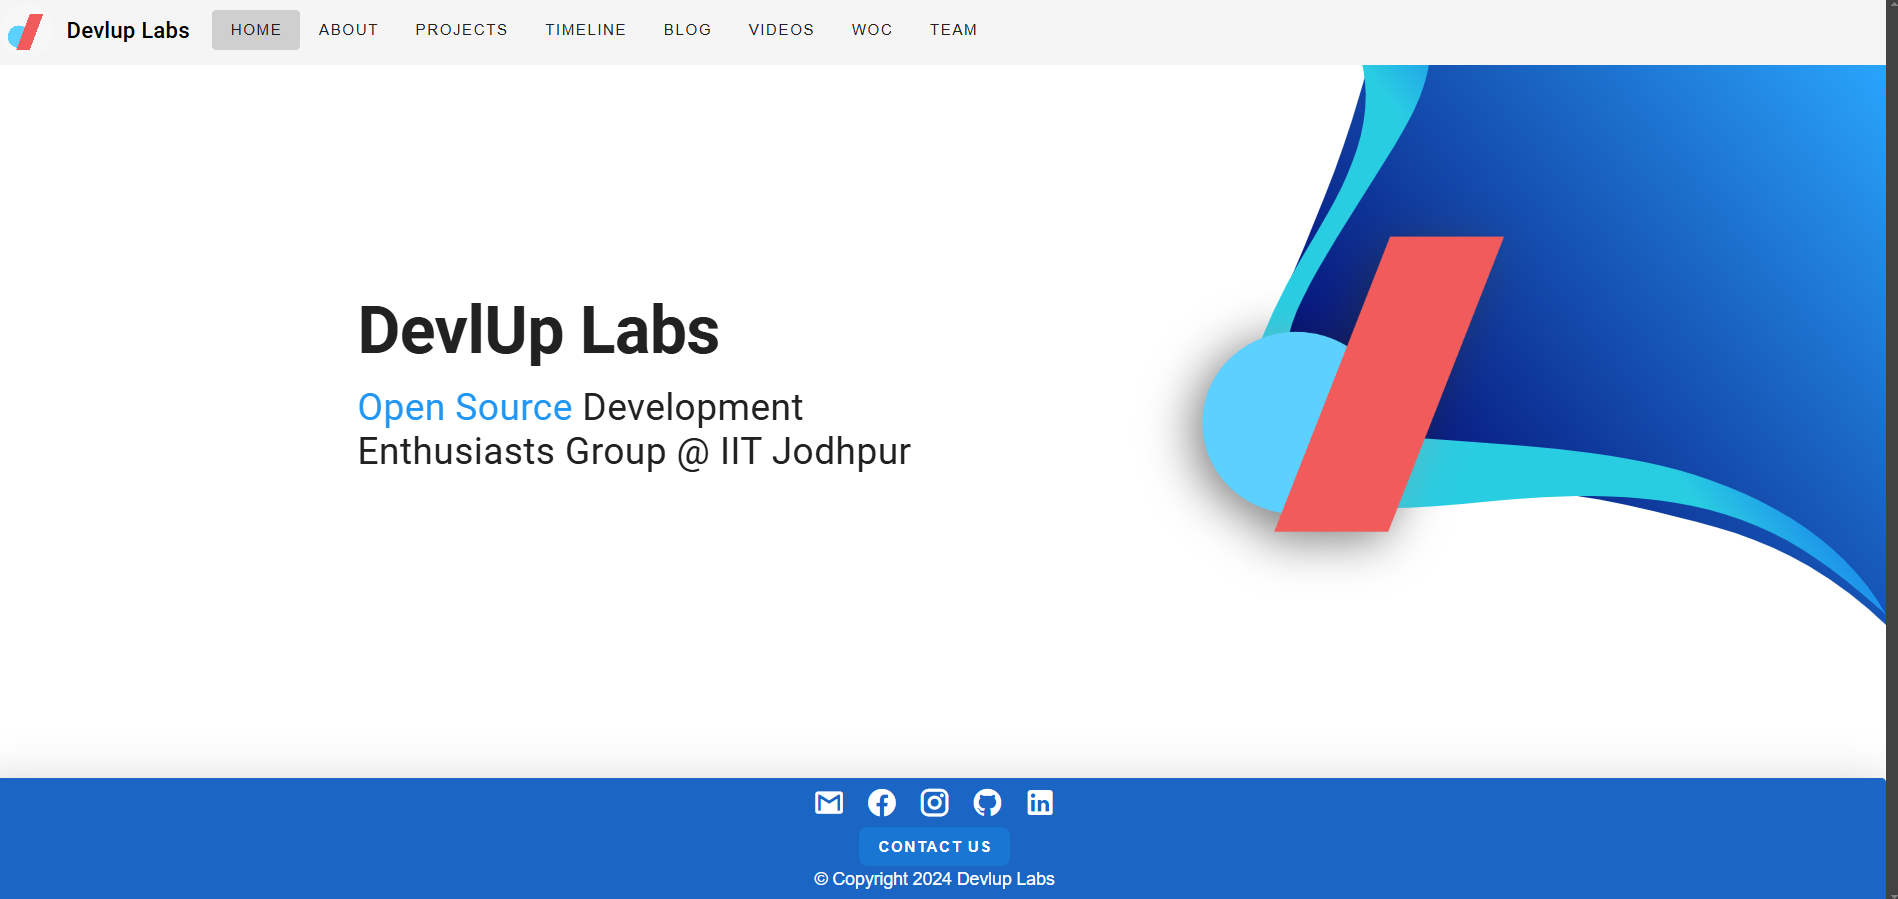 Devlup Labs
HOME
ABOUT
PROJECTS
TIMELINE
BLOG
VIDEOS
WOC
TEAM
DevlUp Labs
Open Source Development
Enthusiasts Group @ IIT Jodhpur
CONTACT US
© Copyright 2024 Devlup Labs